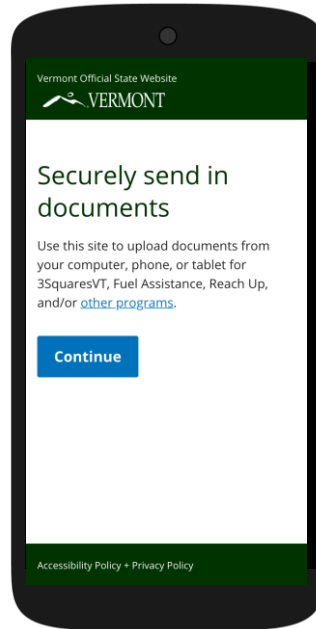 Vermont Official State Website
VERMONT
Securely send in
documents
Use this site to upload documents from
your computer, phone, or tablet for
3SquaresVT, Fuel Assistance, Reach Up,
and/or other programs.
Continue
Accessibility Policy + Privacy Policy